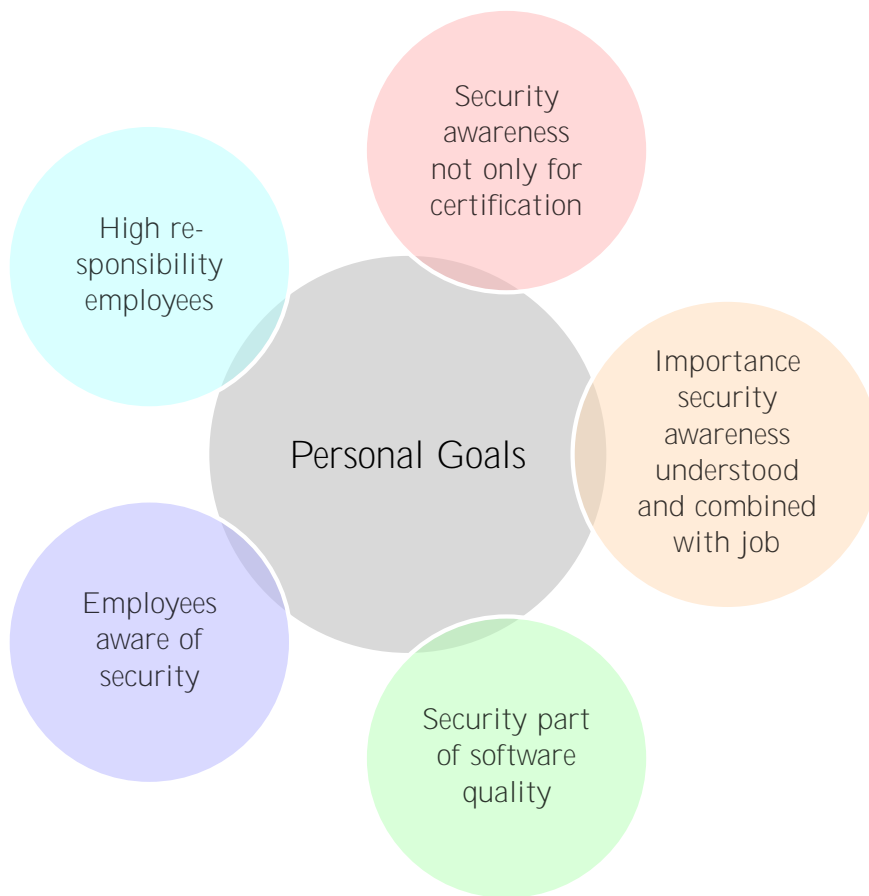 Security
awareness
not only for
certification
High re-
sponsibility
employees
Importance
security
awareness
understood
and combined
with job
Personal Goals
Employees
aware of
security
Security part
of software
quality